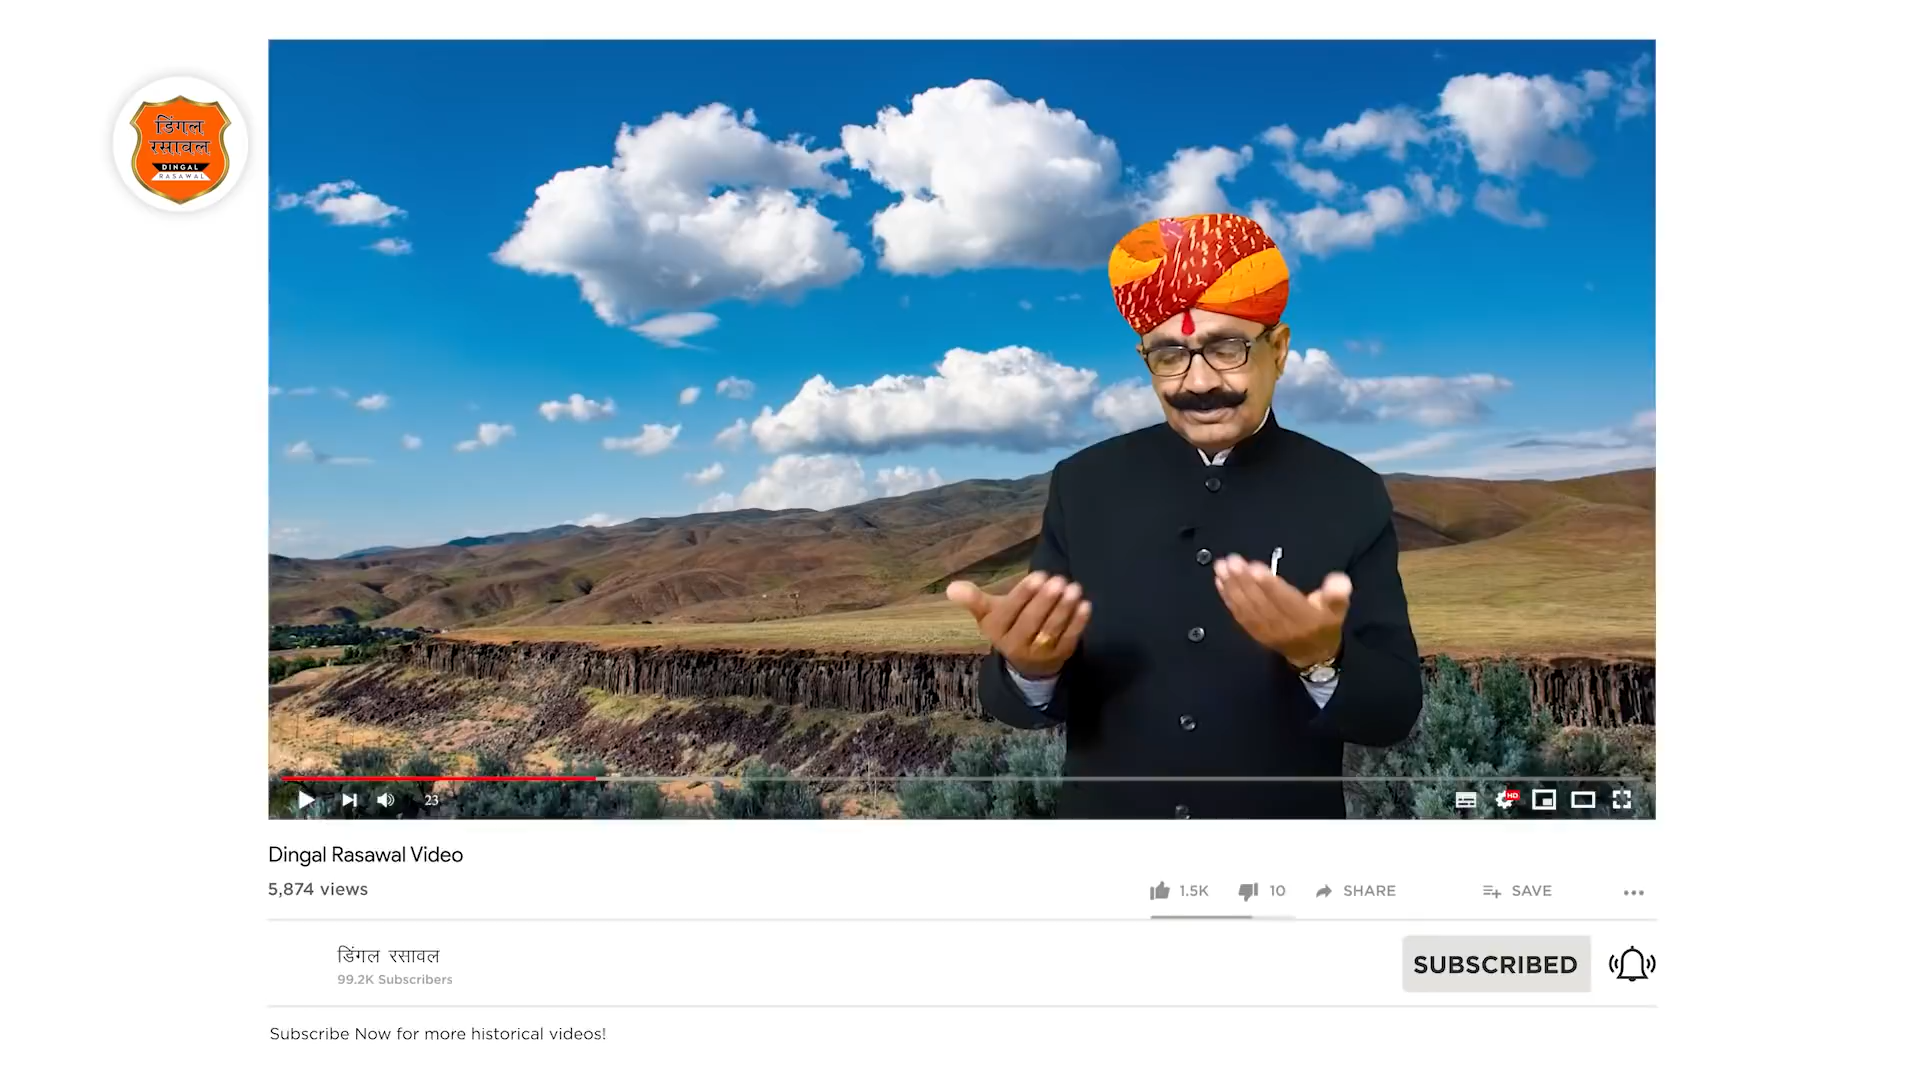 डिंगल
रसावल
DINGAL
RASAWAL
23
HD
Dingal Rasawal Video
5,874 views
1.5K
10
SHARE
SAVE
डिंगल रसावल
99.2K Subscribers
SUBSCRIBED
Subscribe Now for more historical videos!